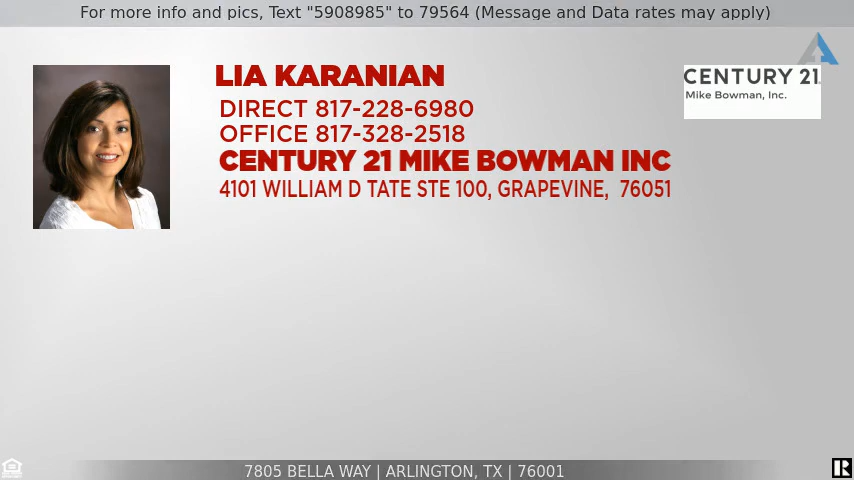 For more info and pics, Text "5908985" to 79564 (Message and Data rates may apply)
LIA KARANIAN
DIRECT 817-228-6980
OFFICE 817-328-2518
CENTURY 21 MIKE BOWMAN INC
4101 WILLIAM D TATE STE 100, GRAPEVINE, 76051
CENTURY 21.
Mike Bowman, Inc.
7805 BELLA WAY | ARLINGTON, TX | 76001